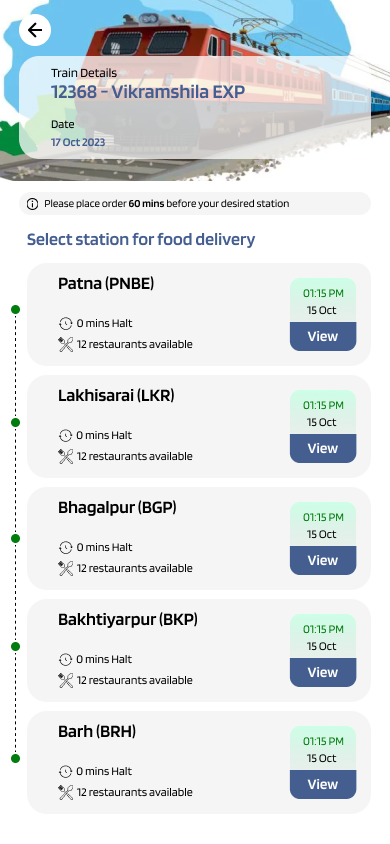 Train Details
12368 - Vikramshila EXP
Date
17 Oct 2023
Please place order 60 mins before your desired station
Select station for food delivery
Patna (PNBE)
0 mins Halt
12 restaurants available
01:15 PM
15 Oct
View
Lakhisarai (LKR)
0 mins Halt
12 restaurants available
01:15 PM
15 Oct
View
Bhagalpur (BGP)
0 mins Halt
12 restaurants available
01:15 PM
15 Oct
View
Bakhtiyarpur (BKP)
0 mins Halt
12 restaurants available
01:15 PM
15 Oct
View
Barh (BRH)
0 mins Halt
12 restaurants available
01:15 PM
15 Oct
View